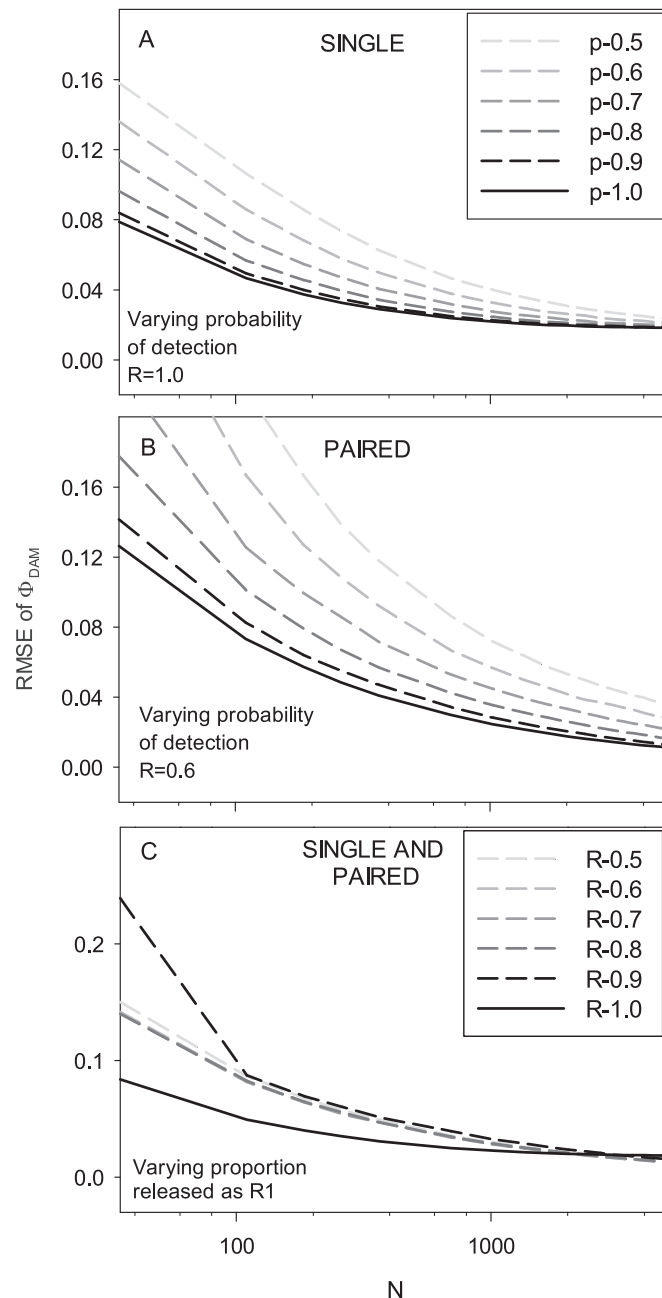 A
SINGLE
p-0.5
p-0.6
p-0.7
p-0.8
p-0.9
p-1.0
0.16
0.12
0.08
0.04
0.00
Varying probability
of detection
R=1.0
B
PAIRED
0.16
0.12
0.08
0.04
0.00
Varying probability
of detection
R=0.6
RMSE of Φ_DAM
C
SINGLE AND
PAIRED
R-0.5
R-0.6
R-0.7
R-0.8
R-0.9
R-1.0
0.2
0.1
0.0
Varying proportion
released as R1
100
1000
N